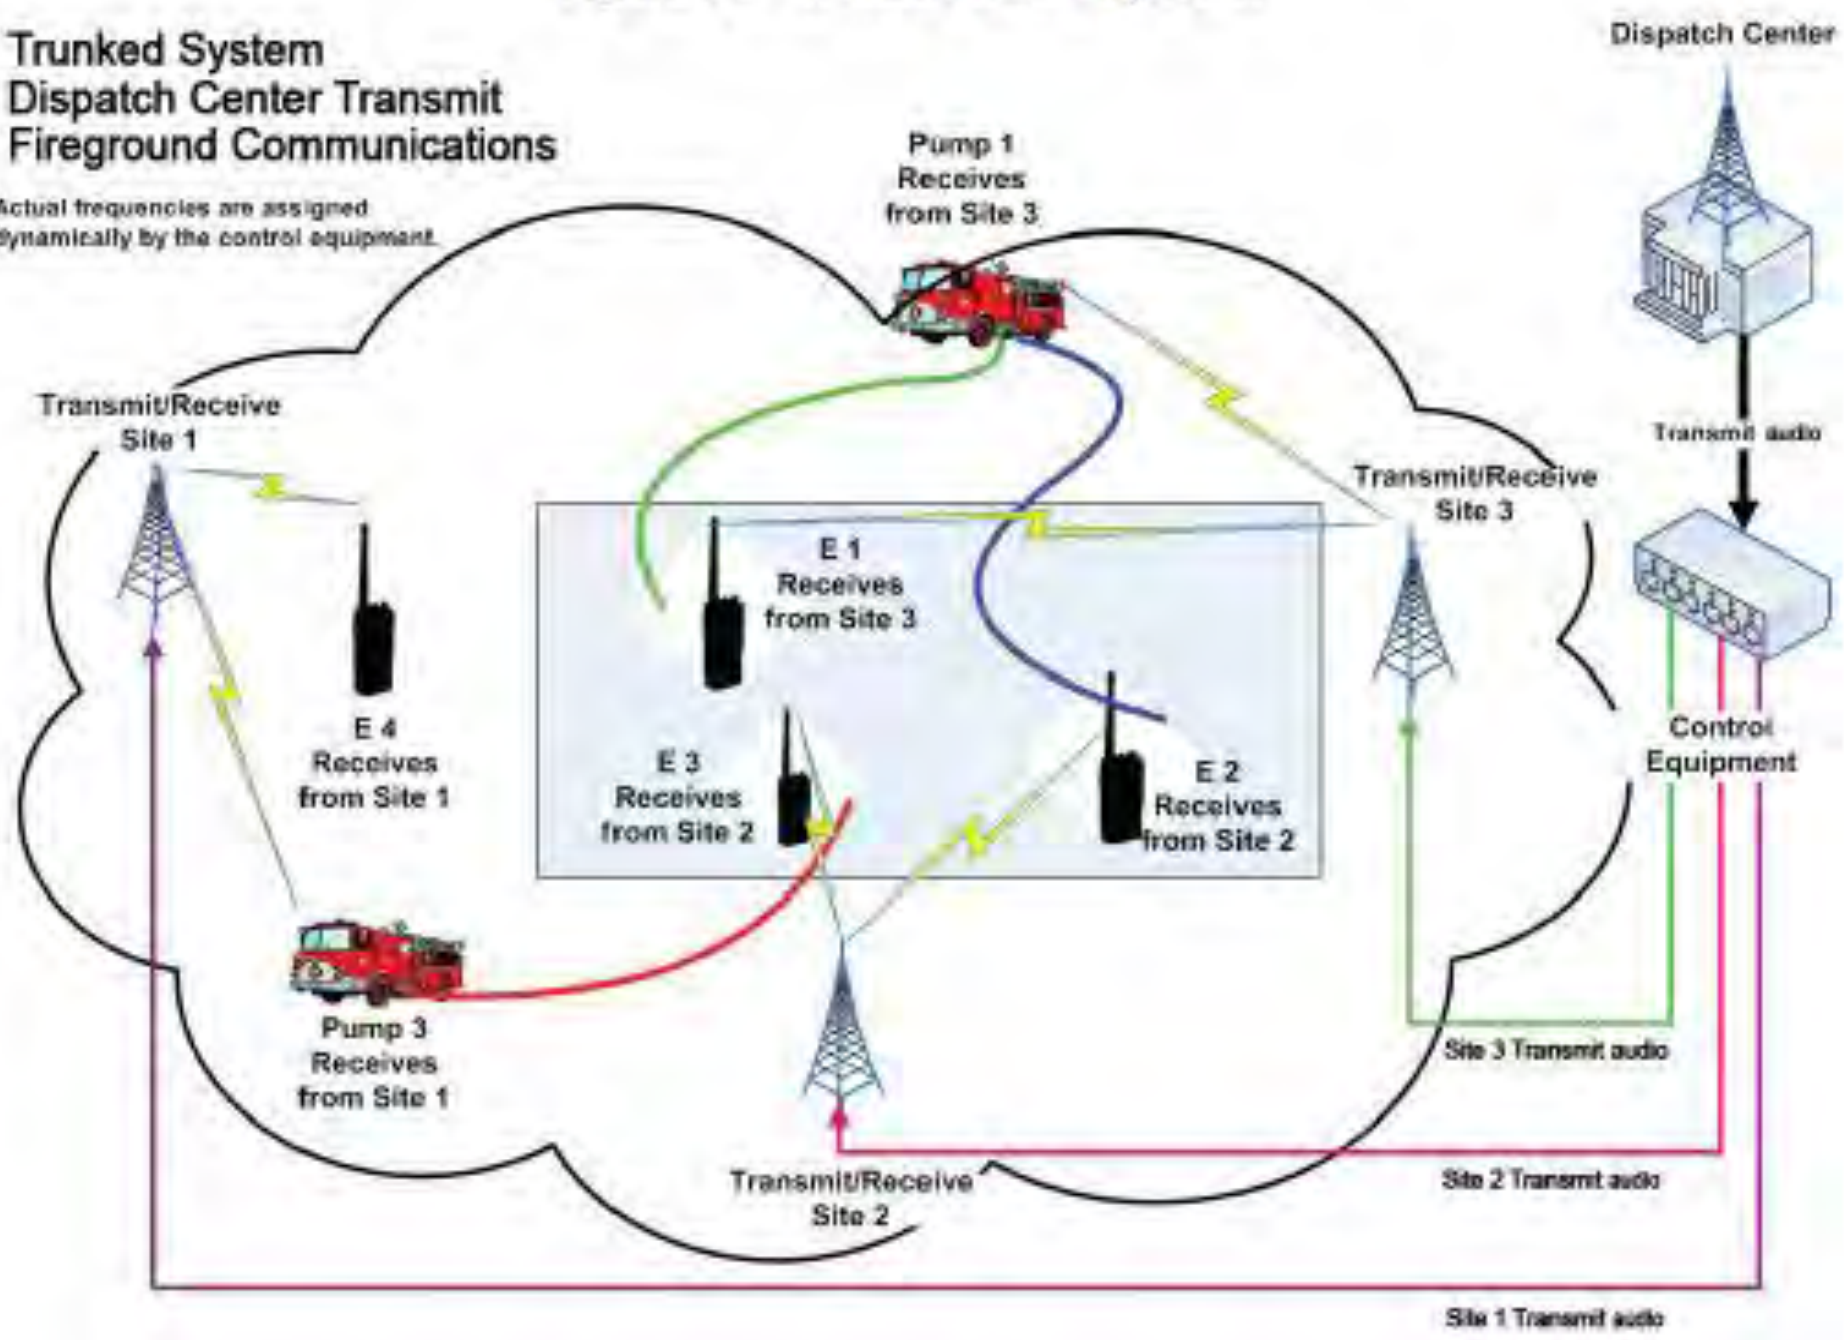 Trunked System
Dispatch Center Transmit
Fireground Communications
Actual frequencies are assigned
dynamically by the control equipment.
Dispatch Center
Pump 1
Receives
from Site 3
Transmit/Receive
Site 1
Transmit audio
Transmit/Receive
Site 3
E 1
Receives
from Site 3
E 4
Receives
from Site 1
E 3
Receives
from Site 2
E 2
Receives
from Site 2
Control
Equipment
Pump 3
Receives
from Site 1
Site 3 Transmit audio
Transmit/Receive
Site 2
Site 2 Transmit audio
Site 1 Transmit audio